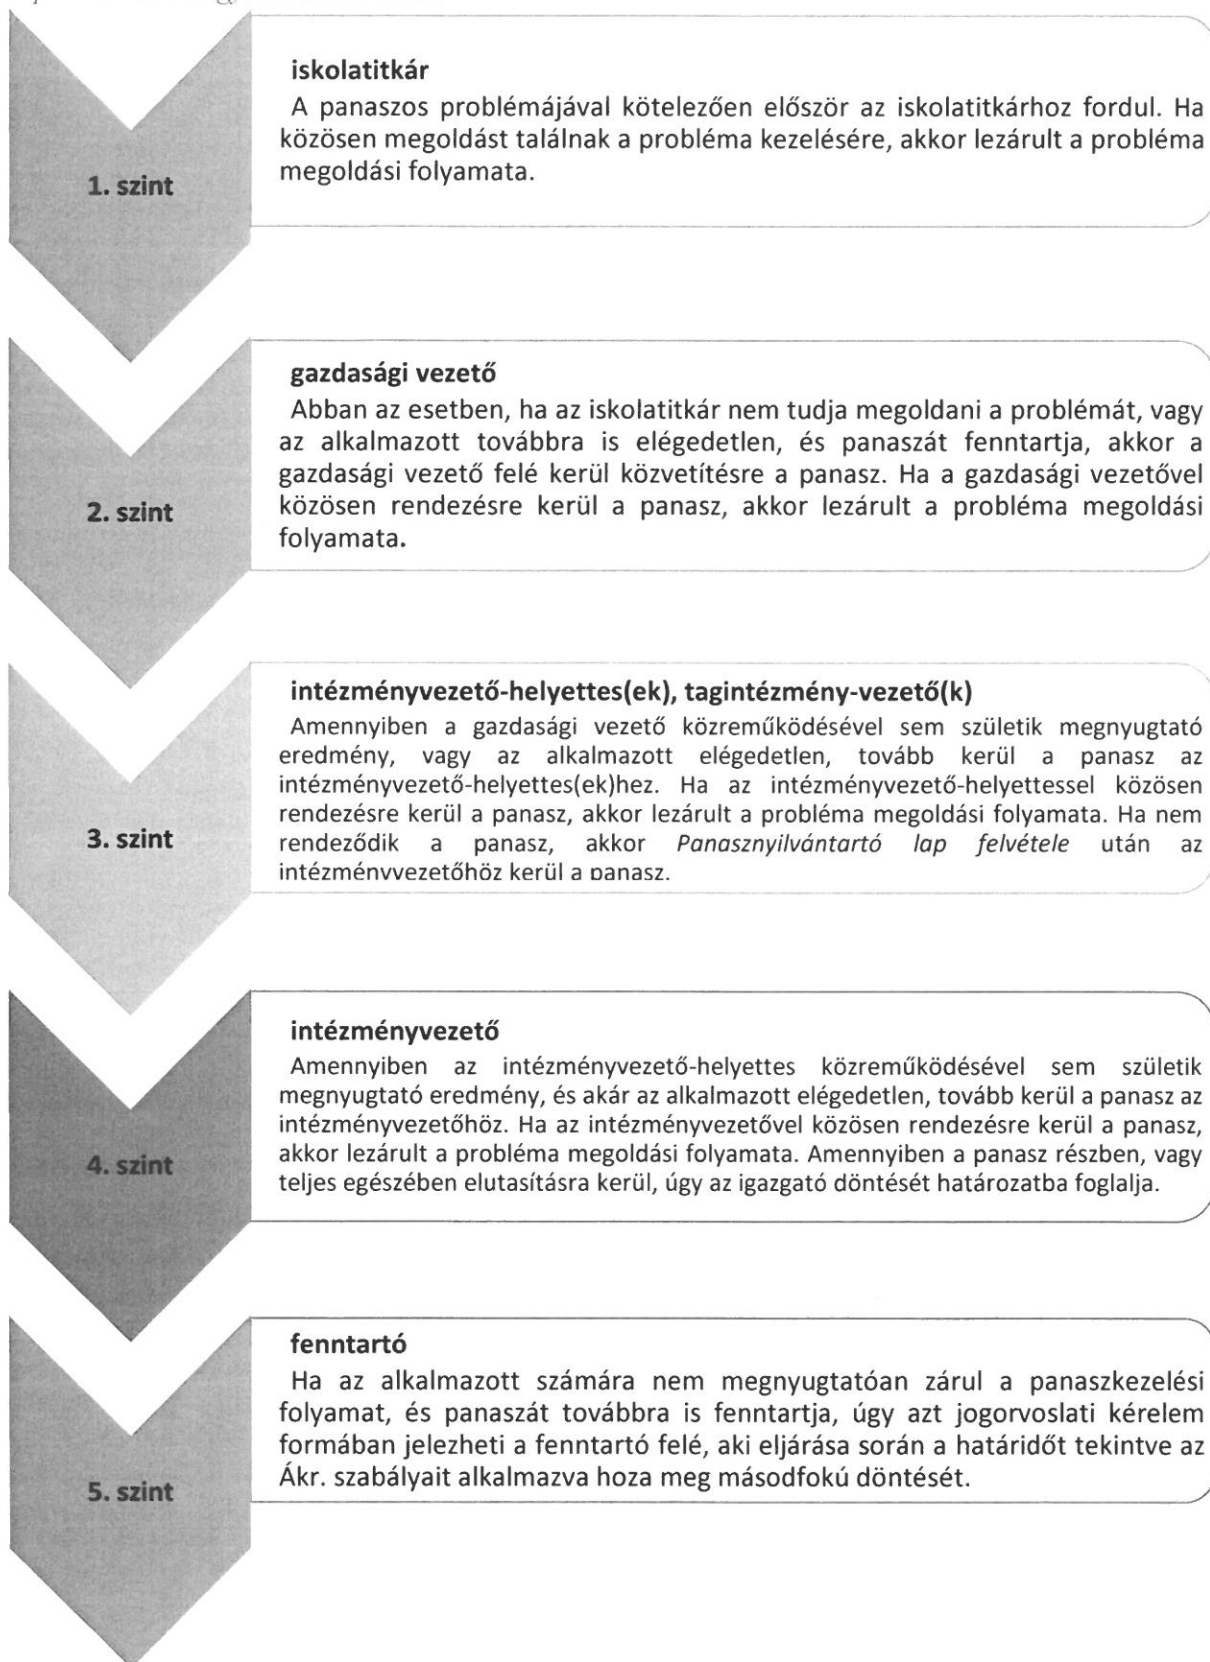 1. szint
iskolatitkár
A panaszos problémájával kötelezően először az iskolatitkárhoz fordul. Ha
közösen megoldást találnak a probléma kezelésére, akkor lezárult a probléma
megoldási folyamata.
2. szint
gazdasági vezető
Abban az esetben, ha az iskolatitkár nem tudja megoldani a problémát, vagy
az alkalmazott továbbra is elégedetlen, és panaszát fenntartja, akkor a
gazdasági vezető felé kerül közvetítésre a panasz. Ha a gazdasági vezetővel
közösen rendezésre kerül a panasz, akkor lezárult a probléma megoldási
folyamata.
3. szint
intézményvezető-helyettes(ek), tagintézmény-vezető(k)
Amennyiben a gazdasági vezető közreműködésével sem születik megnyugtató
eredmény, vagy az alkalmazott elégedetlen, tovább kerül a panasz az
intézményvezető-helyettes(ek)hez. Ha az intézményvezető-helyettessel közösen
rendezésre kerül a panasz, akkor lezárult a probléma megoldási folyamata. Ha nem
rendeződik a panasz, akkor Panasznyilvántartó lap felvétele után az
intézményvezetőhöz kerül a panasz.
4. szint
intézményvezető
Amennyiben az intézményvezető-helyettes közreműködésével sem születik
megnyugtató eredmény, és akár az alkalmazott elégedetlen, tovább kerül a panasz az
intézményvezetőhöz. Ha az intézményvezetővel közösen rendezésre kerül a panasz,
akkor lezárult a probléma megoldási folyamata. Amennyiben a panasz részben, vagy
teljes egészében elutasításra kerül, úgy az igazgató döntését határozatba foglalja.
5. szint
fenntartó
Ha az alkalmazott számára nem megnyugtatóan zárul a panaszkezelési
folyamat, és panaszát továbbra is fenntartja, úgy azt jogorvoslati kérelem
formában jelezheti a fenntartó felé, aki eljárása során a határidőt tekintve az
Ákr. szabályait alkalmazva hoza meg másodfokú döntését.